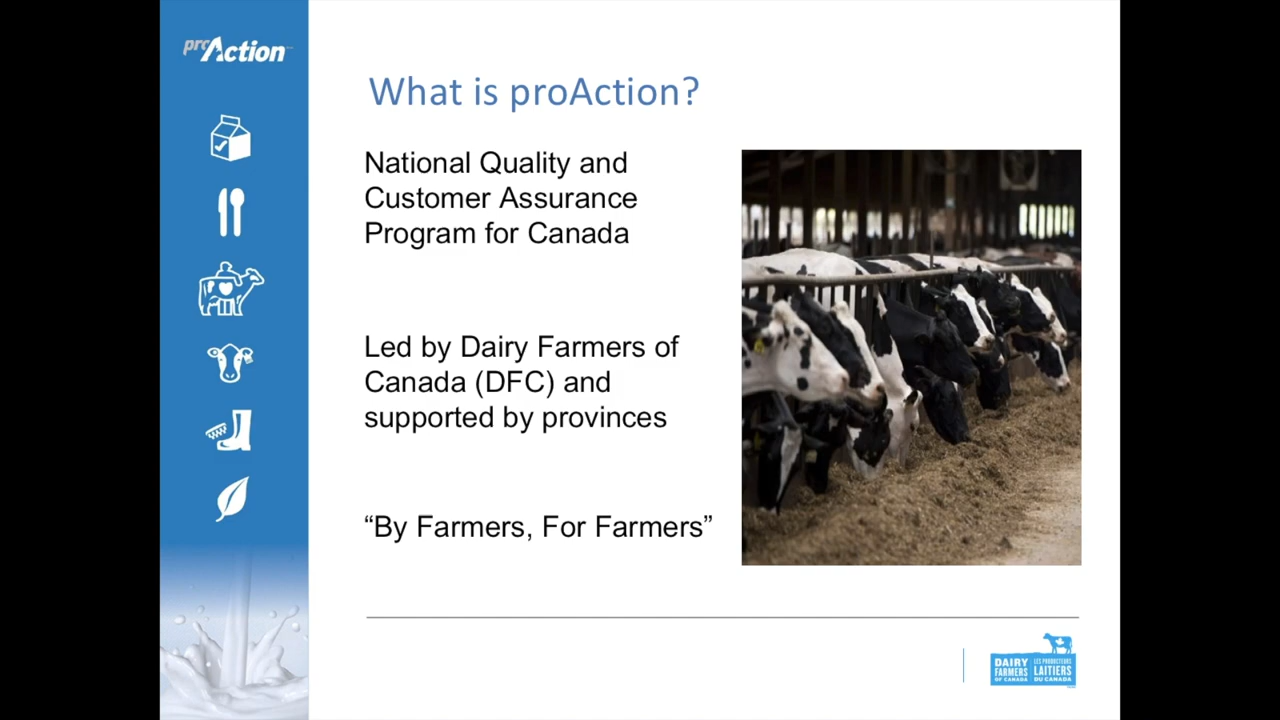 proAction
What is proAction?
National Quality and
Customer Assurance
Program for Canada
Led by Dairy Farmers of
Canada (DFC) and
supported by provinces
“By Farmers, For Farmers”
DAIRY
FARMERS
OF CANADA
LES PRODUCTEURS
LAITIERS
DU CANADA